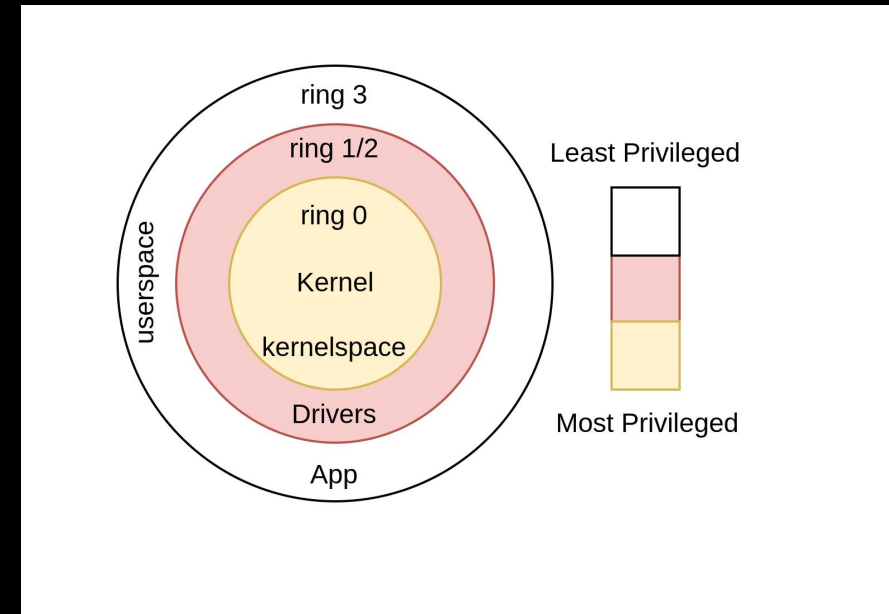 ring 3
ring 1/2
ring 0
Kernel
kernelspace
Drivers
App
userspace
Least Privileged
Most Privileged